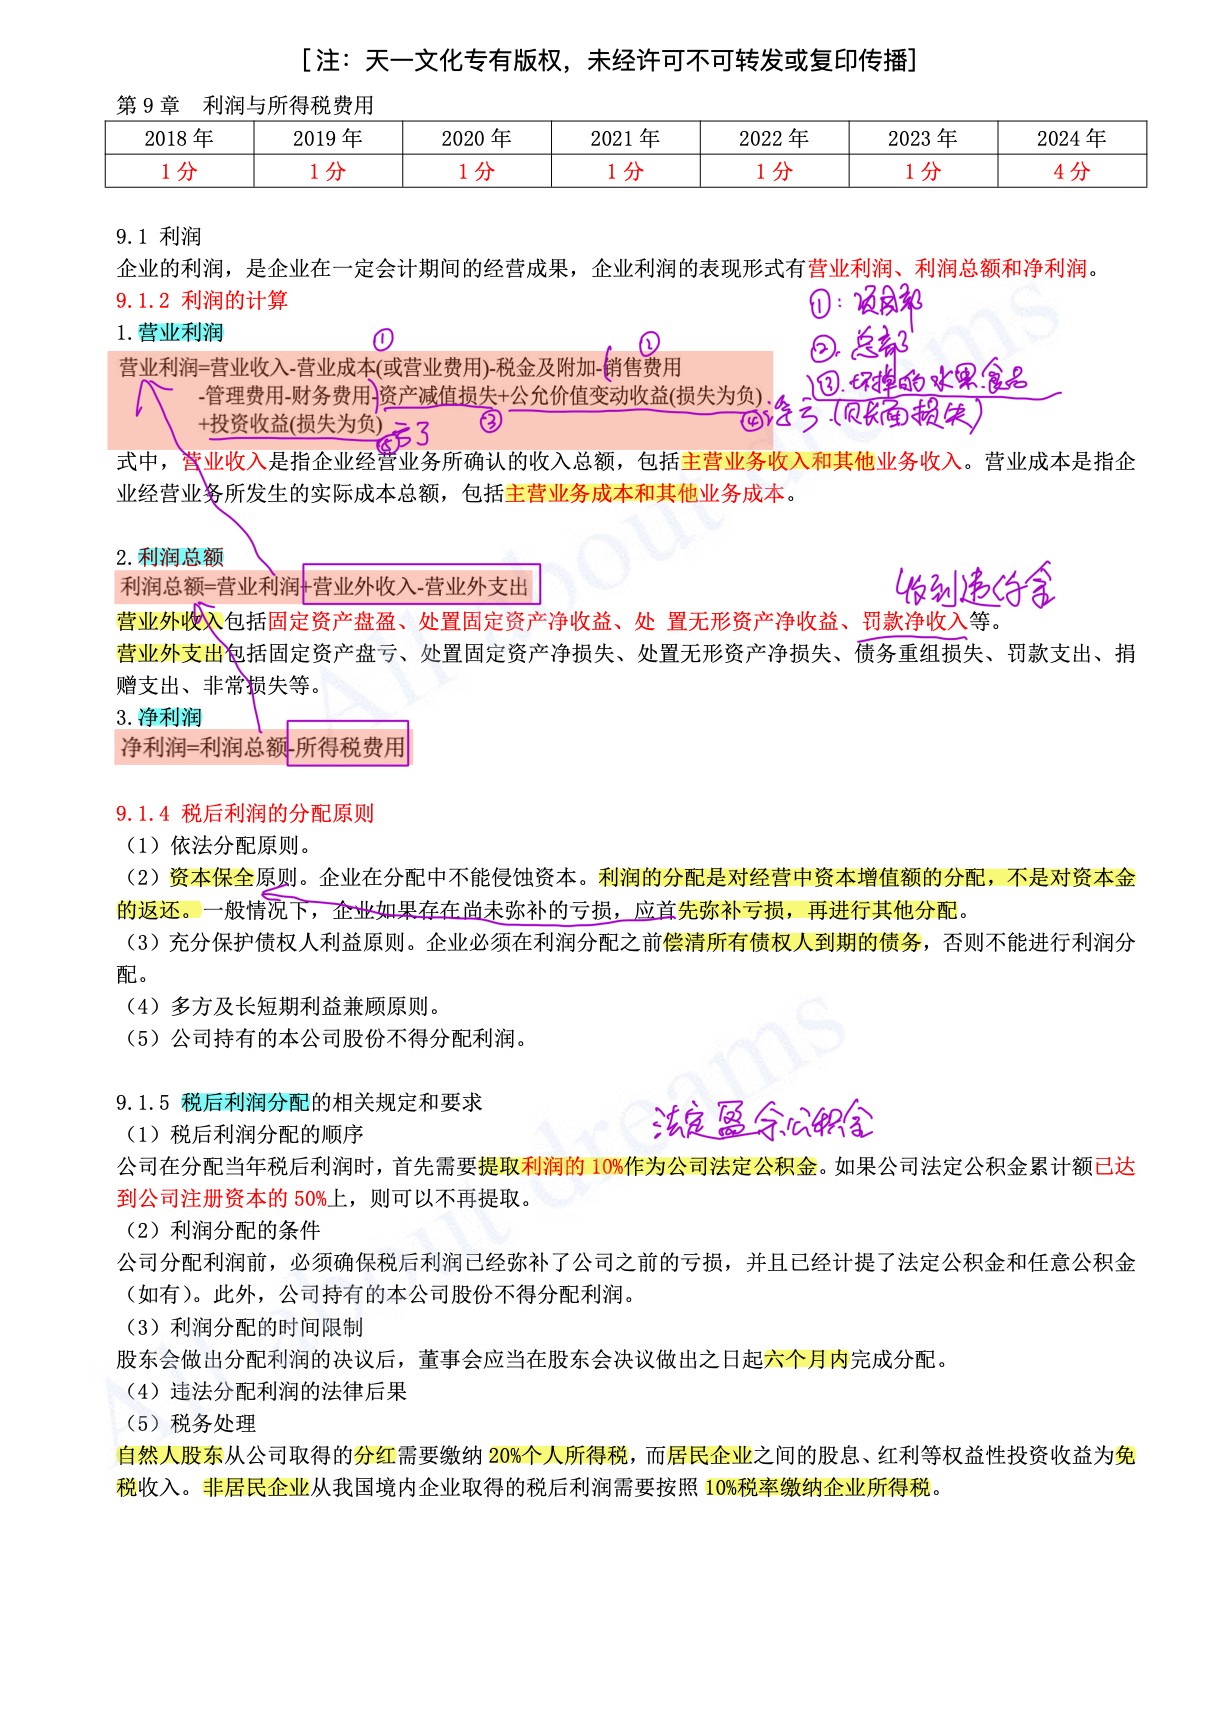 [注：天一文化专有版权，未经许可不可转发或复印传播]
第 9 章　利润与所得税费用
2018 年 2019 年 2020 年 2021 年 2022 年 2023 年 2024 年
1 分 1 分 1 分 1 分 1 分 1 分 4 分
9.1 利润
企业的利润，是企业在一定会计期间的经营成果，企业利润的表现形式有营业利润、利润总额和净利润。
9.1.2 利润的计算
①：项目部
1.营业利润
① ②
②．总部
营业利润=营业收入-营业成本(或营业费用)-税金及附加-销售费用
③．坏掉的水果．食品
-管理费用-财务费用-资产减值损失+公允价值变动收益(损失为负)
③ ④浮亏．(账面损失)
+投资收益(损失为负)
⑤亏了
式中，营业收入是指企业经营业务所确认的收入总额，包括主营业务收入和其他业务收入。营业成本是指企
业经营业务所发生的实际成本总额，包括主营业务成本和其他业务成本。
2.利润总额
利润总额=营业利润+营业外收入-营业外支出
收到违约金
营业外收入包括固定资产盘盈、处置固定资产净收益、处 置无形资产净收益、罚款净收入等。
营业外支出包括固定资产盘亏、处置固定资产净损失、处置无形资产净损失、债务重组损失、罚款支出、捐
赠支出、非常损失等。
3.净利润
净利润=利润总额-所得税费用
9.1.4 税后利润的分配原则
（1）依法分配原则。
（2）资本保全原则。企业在分配中不能侵蚀资本。利润的分配是对经营中资本增值额的分配，不是对资本金
的返还。一般情况下，企业如果存在尚未弥补的亏损，应首先弥补亏损，再进行其他分配。
（3）充分保护债权人利益原则。企业必须在利润分配之前偿清所有债权人到期的债务，否则不能进行利润分
配。
（4）多方及长短期利益兼顾原则。
（5）公司持有的本公司股份不得分配利润。
9.1.5 税后利润分配的相关规定和要求
法定盈余公积金
（1）税后利润分配的顺序
公司在分配当年税后利润时，首先需要提取利润的 10%作为公司法定公积金。如果公司法定公积金累计额已达
到公司注册资本的 50%上，则可以不再提取。
（2）利润分配的条件
公司分配利润前，必须确保税后利润已经弥补了公司之前的亏损，并且已经计提了法定公积金和任意公积金
（如有）。此外，公司持有的本公司股份不得分配利润。
（3）利润分配的时间限制
股东会做出分配利润的决议后，董事会应当在股东会决议做出之日起六个月内完成分配。
（4）违法分配利润的法律后果
（5）税务处理
自然人股东从公司取得的分红需要缴纳 20%个人所得税，而居民企业之间的股息、红利等权益性投资收益为免
税收入。非居民企业从我国境内企业取得的税后利润需要按照 10%税率缴纳企业所得税。
All about dreams
All about dreams